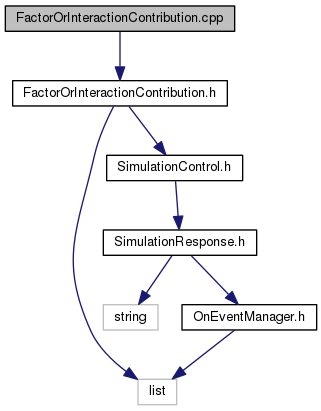 FactorOrInteractionContribution.cpp
FactorOrInteractionContribution.h
SimulationControl.h
SimulationResponse.h
string
OnEventManager.h
list